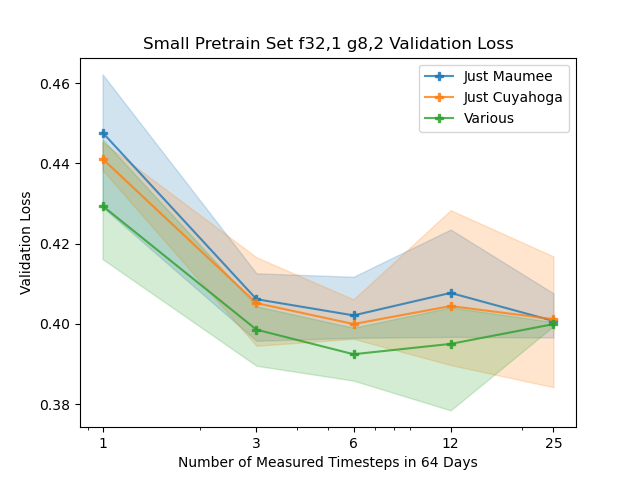 Small Pretrain Set f32,1 g8,2 Validation Loss
Just Maumee
Just Cuyahoga
Various
0.46
0.44
0.42
0.40
0.38
Validation Loss
1 3 6 12 25
Number of Measured Timesteps in 64 Days